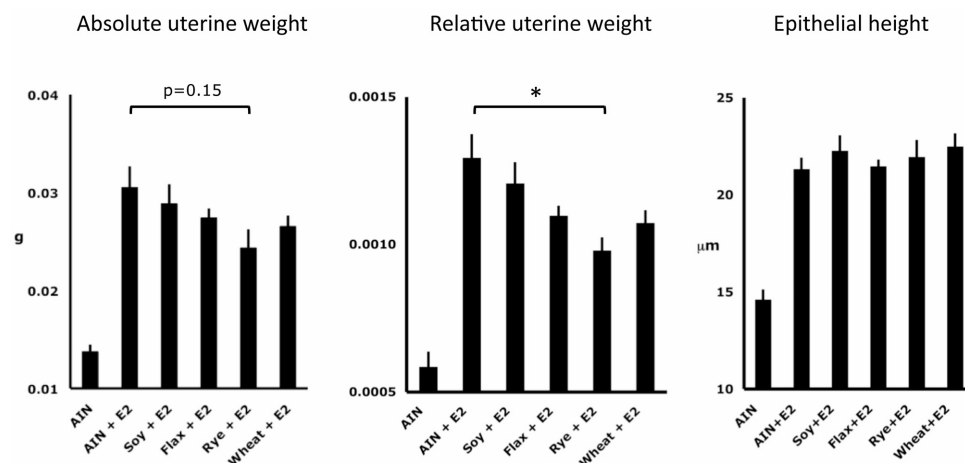 Absolute uterine weight
0.04
0.03
g
0.02
0.01
p=0.15
AIN
AIN + E2
Soy + E2
Flax + E2
Rye + E2
Wheat + E2
Relative uterine weight
0.0015
0.0010
0.0005
*
AIN
AIN + E2
Soy + E2
Flax + E2
Rye + E2
Wheat + E2
Epithelial height
25
20
μm
15
10
AIN
AIN+E2
Soy+E2
Flax+E2
Rye+E2
Wheat+E2